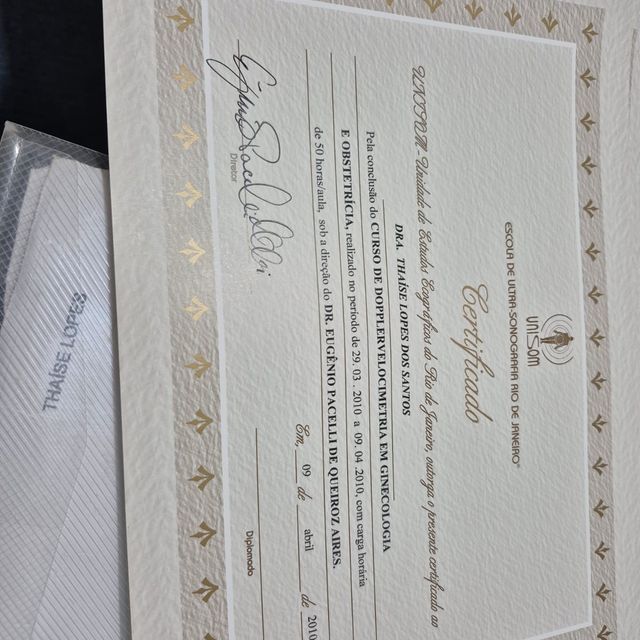 UNISOM
ESCOLA DE ULTRA-SONOGRAFIA RIO DE JANEIRO
Certificado
UNISOM - Unidade de Estudos Ecográficos do Rio de Janeiro, outorga o presente certificado ao
DRA. THAÍSE LOPES DOS SANTOS
Pela conclusão do CURSO DE DOPPLERVELOCIMETRIA EM GINECOLOGIA
E OBSTETRÍCIA, realizado no período de 29. 03 . 2010 a 09. 04 .2010, com carga horária
de 50 horas/aula, sob a direção do DR. EUGÊNIO PACELLI DE QUEIROZ AIRES.
Em, 09 de abril de 2010
Diretor
Diplomado
THAÍSE LOPES